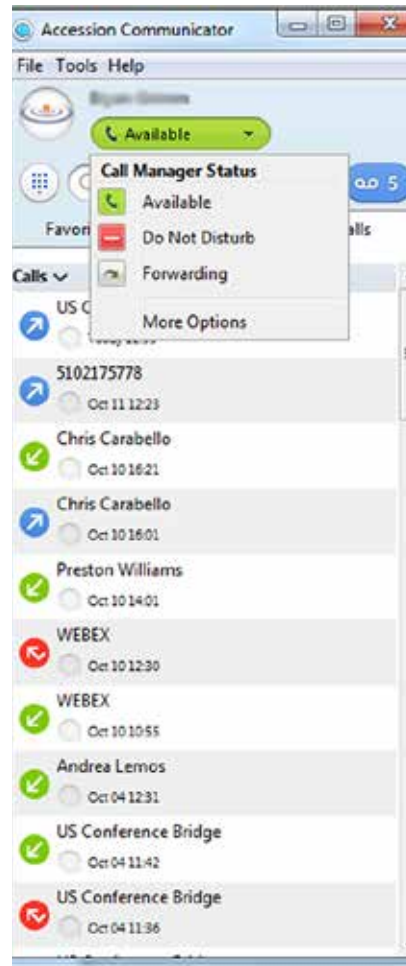 Accession Communicator
File Tools Help
Available
Call Manager Status
Available
Do Not Disturb
Forwarding
More Options
5
Favori
alls
Calls
US C
5102175778
Oct 11 12:23
Chris Carabello
Oct 10 16:21
Chris Carabello
Oct 10 16:01
Preston Williams
Oct 10 14:01
WEBEX
Oct 10 12:30
WEBEX
Oct 10 10:55
Andrea Lemos
Oct 04 12:31
US Conference Bridge
Oct 04 11:42
US Conference Bridge
Oct 04 11:36